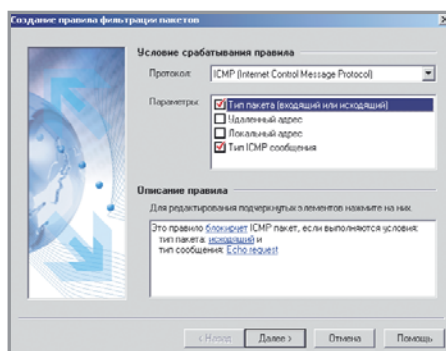 Создание правила фильтрации пакетов
Условие срабатывания правила
Протокол: ICMP (Internet Control Message Protocol)
Параметры: Тип пакета (входящий или исходящий)
Удаленный адрес
Локальный адрес
Тип ICMP сообщения
Описание правила
Для редактирования подчеркнутых элементов нажмите на них.
Это правило блокирует ICMP пакет, если выполняются условия:
тип пакета: исходящий и
тип сообщения: Echo request
< Назад Далее > Отмена Помощь